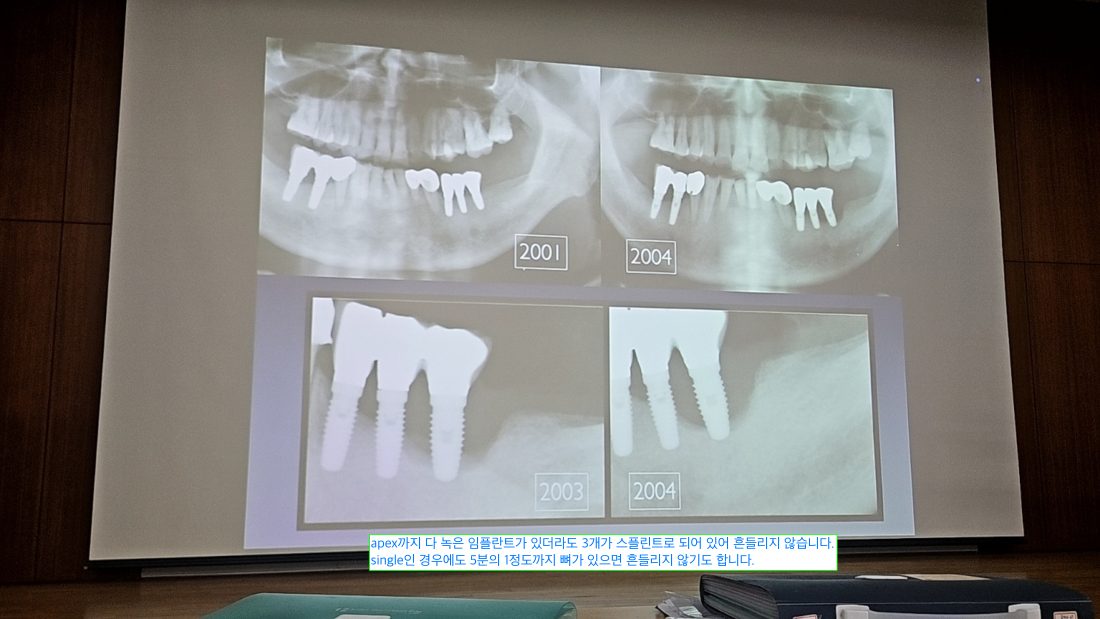 2001
2004
2003
2004
apex까지 다 녹은 임플란트가 있더라도 3개가 스플린트로 되어 있어 흔들리지 않습니다.
single인 경우에도 5분의 1정도까지 뼈가 있으면 흔들리지 않기도 합니다.